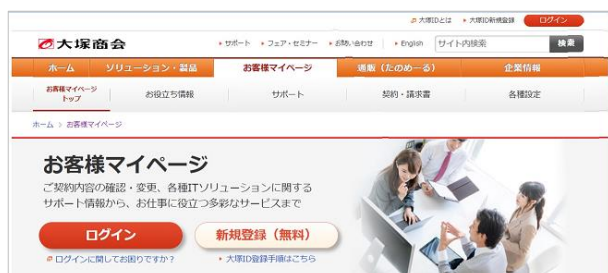 大塚IDとは 大塚ID新規登録 ログイン
大塚商会
サポート フェア・セミナー お問い合わせ English サイト内検索 検索
ホーム ソリューション・製品 お客様マイページ 通販（たのめーる） 企業情報
お客様マイページ
トップ
お役立ち情報 サポート 契約・請求書 各種設定
ホーム > お客様マイページ
お客様マイページ
ご契約内容の確認・変更、各種ITソリューションに関する
サポート情報から、お仕事に役立つ多彩なサービスまで
ログイン 新規登録（無料）
ログインに関してお困りですか？ 大塚ID登録手順はこちら